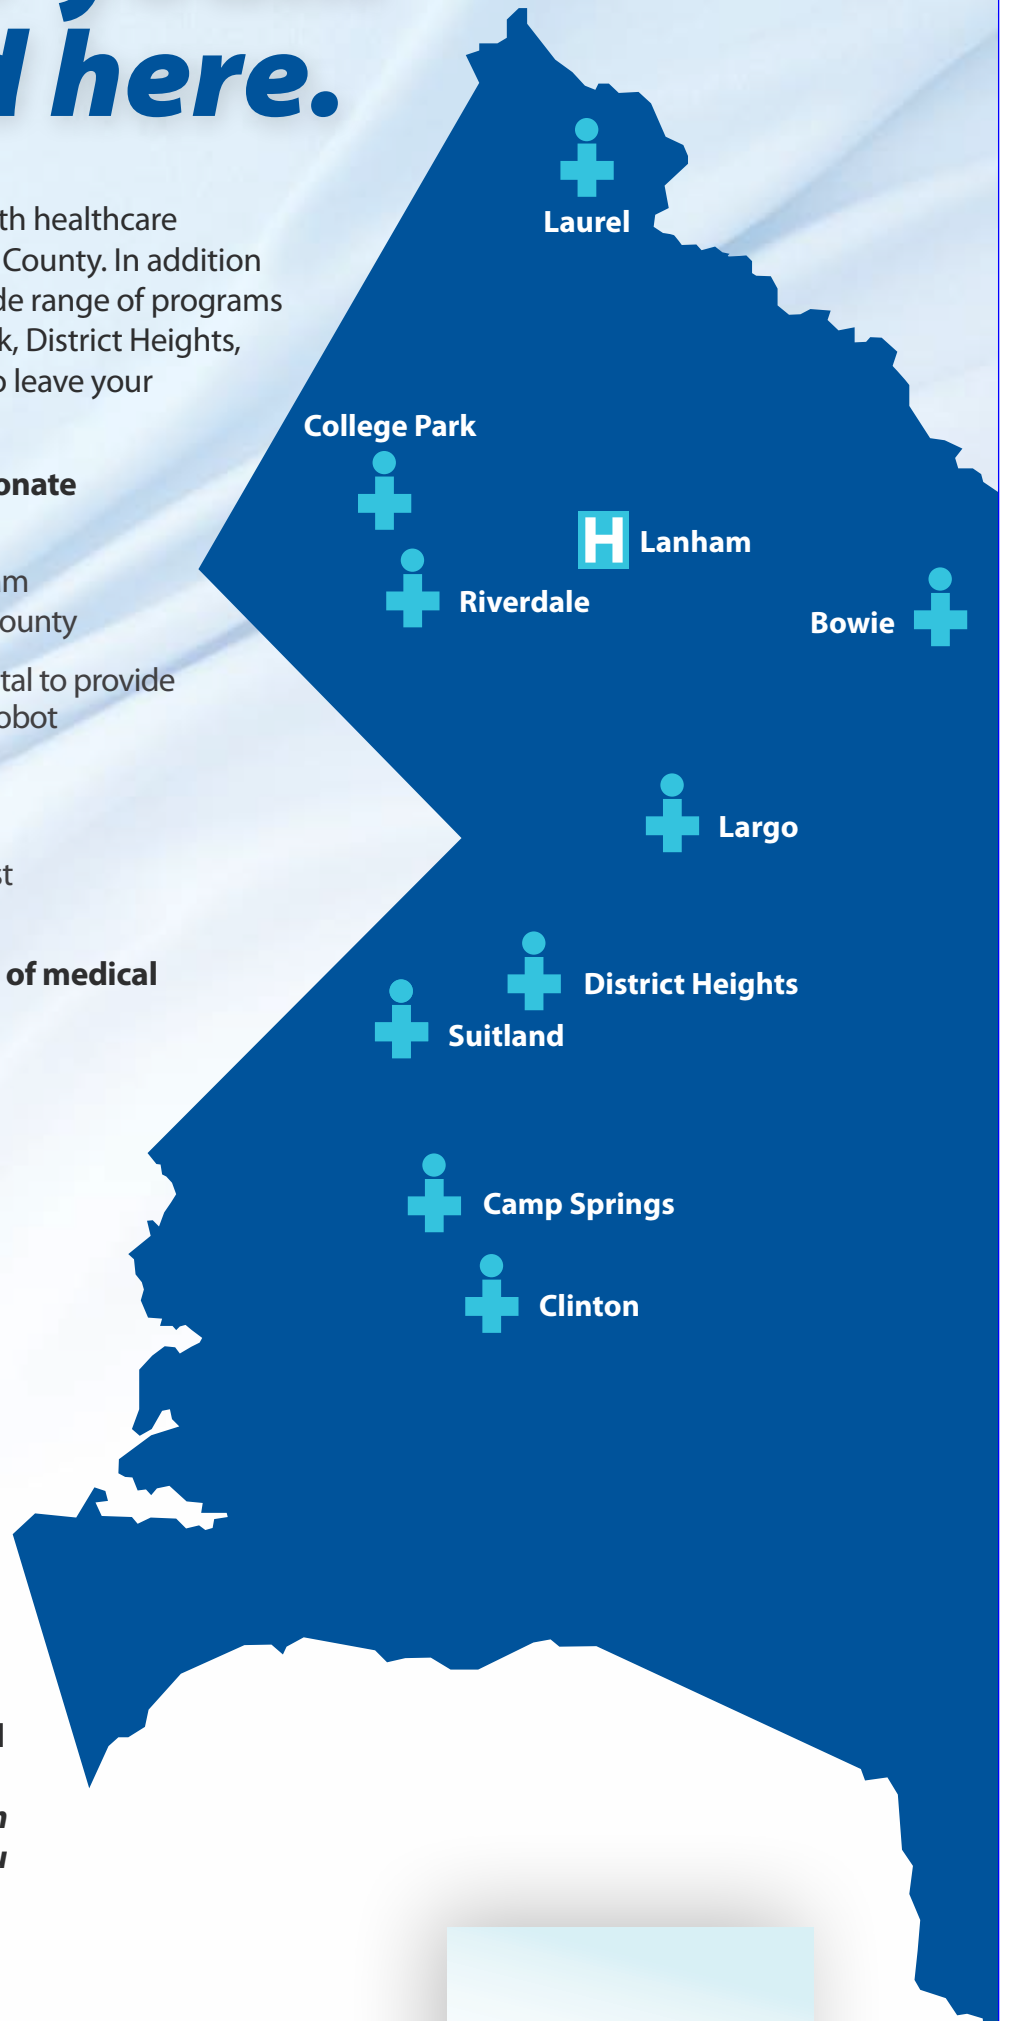 here.
th healthcare
County. In addition
de range of programs
k, District Heights,
o leave your
onate
m
ounty
tal to provide
obot
st
of medical
Laurel
College Park
H Lanham
Riverdale
Bowie
Largo
District Heights
Suitland
Camp Springs
Clinton